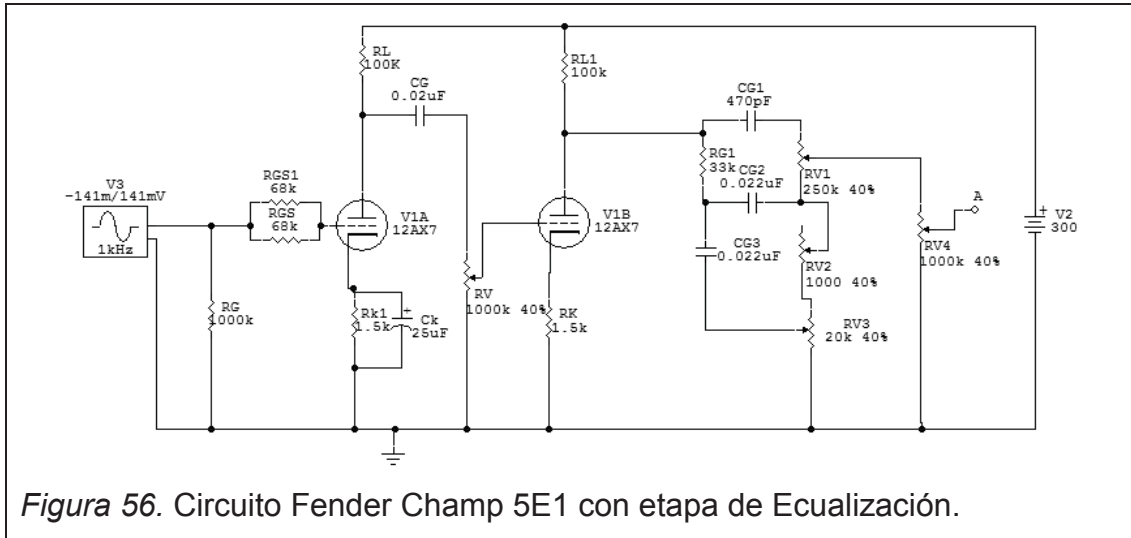 RL
100K
CG
0.02uF
RL1
100k
CG1
470pF
RG1
33k
CG2
0.022uF
RV1
250k 40%
V3
-141m/141mV
1kHz
RGS1
68k
RGS
68k
V1A
12AX7
V1B
12AX7
A
V2
300
+
CG3
0.022uF
RV2
1000 40%
RV4
1000k 40%
RG
1000k
Rk1
1.5k
+
Ck
25uF
RV
1000k 40%
RK
1.5k
RV3
20k 40%
Figura 56. Circuito Fender Champ 5E1 con etapa de Ecualización.